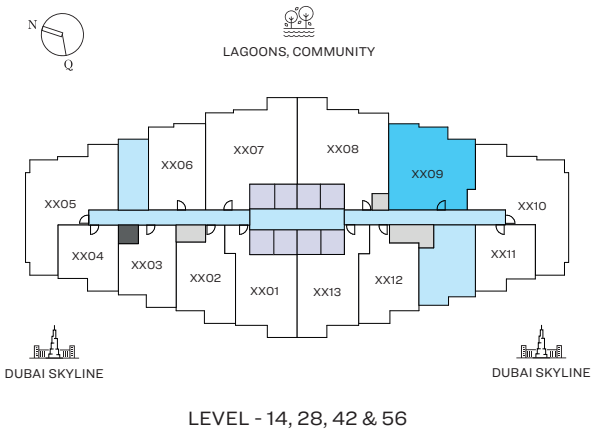 N
Q
LAGOONS, COMMUNITY
XX07
XX08
XX06
XX09
XX05
XX10
XX04
XX03
XX02
XX01
XX13
XX12
XX11
DUBAI SKYLINE
DUBAI SKYLINE
LEVEL - 14, 28, 42 & 56